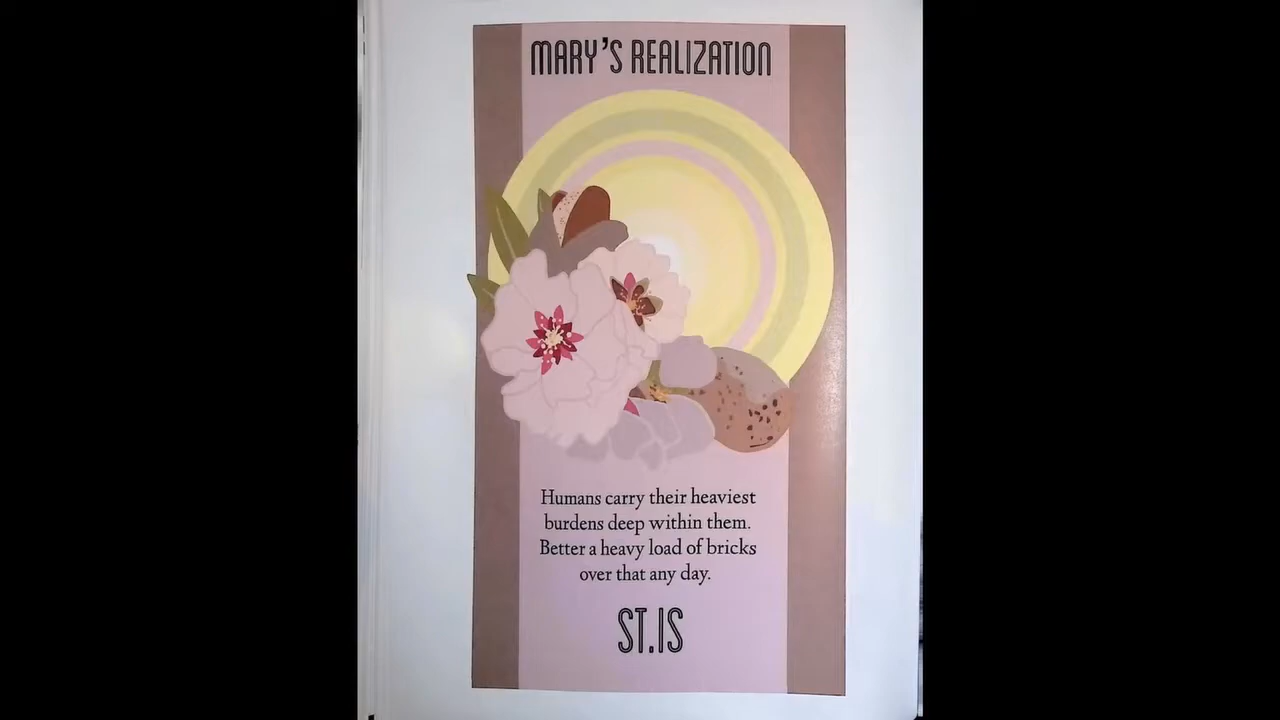 MARY'S REALIZATION
Humans carry their heaviest
burdens deep within them.
Better a heavy load of bricks
over that any day.
ST.IS